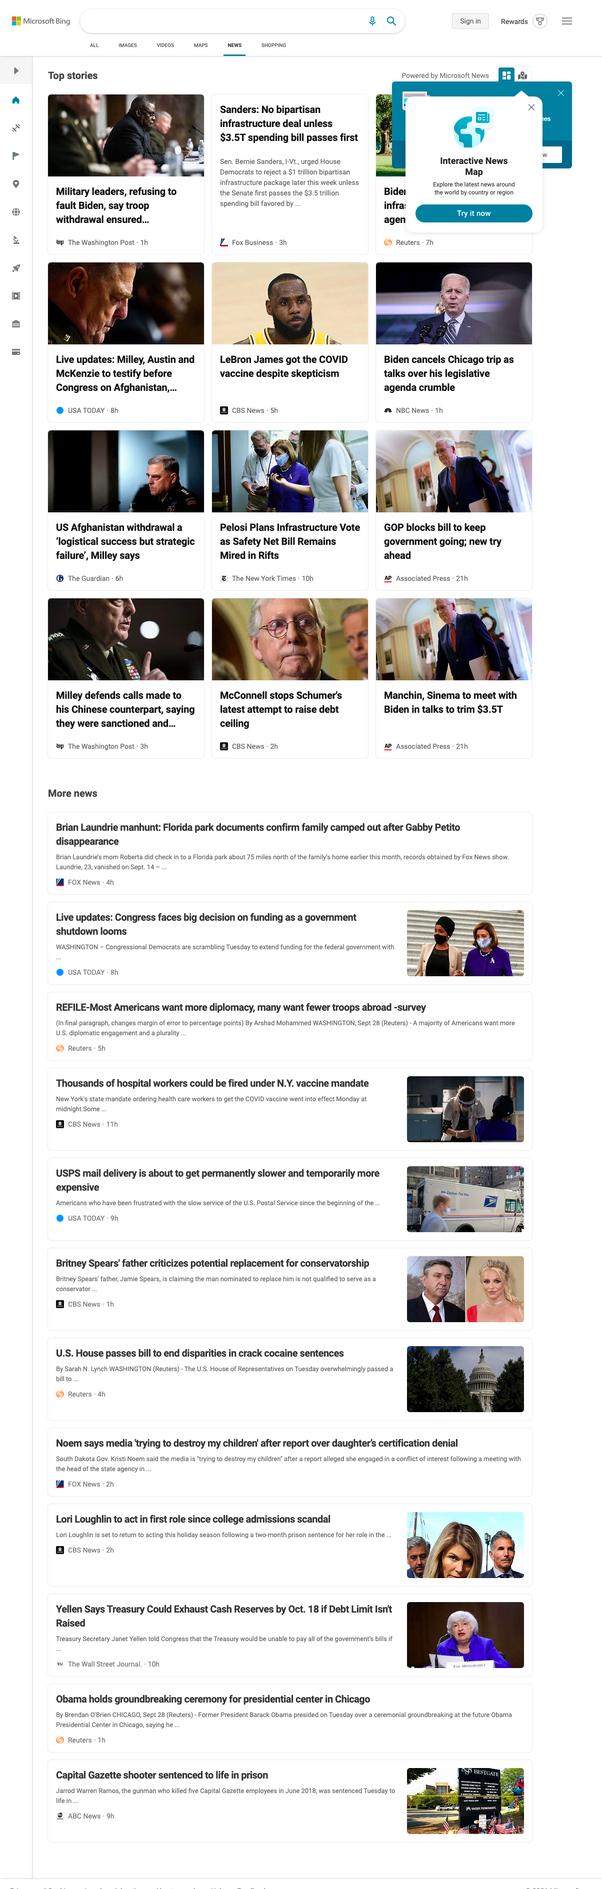 Microsoft Bing
Sign in
Rewards
ALL
IMAGES
VIDEOS
MAPS
NEWS
SHOPPING
Top stories
Powered by Microsoft News
Interactive News
Map
Explore the latest news around
the world by country or region
Try it now
Military leaders, refusing to
fault Biden, say troop
withdrawal ensured...
The Washington Post · 1h
Sanders: No bipartisan
infrastructure deal unless
$3.5T spending bill passes first
Sen. Bernie Sanders, I-Vt., urged House
Democrats to reject a $1 trillion bipartisan
infrastructure package later this week unless
the Senate first passes the $3.5 trillion
spending bill favored by ...
Fox Business · 3h
Biden
infras
agen
Reuters · 7h
Live updates: Milley, Austin and
McKenzie to testify before
Congress on Afghanistan,...
USA TODAY · 8h
LeBron James got the COVID
vaccine despite skepticism
CBS News · 5h
Biden cancels Chicago trip as
talks over his legislative
agenda crumble
NBC News · 1h
US Afghanistan withdrawal a
'logistical success but strategic
failure', Milley says
The Guardian · 6h
Pelosi Plans Infrastructure Vote
as Safety Net Bill Remains
Mired in Rifts
The New York Times · 10h
GOP blocks bill to keep
government going; new try
ahead
AP Associated Press · 21h
Milley defends calls made to
his Chinese counterpart, saying
they were sanctioned and...
The Washington Post · 3h
McConnell stops Schumer's
latest attempt to raise debt
ceiling
CBS News · 2h
Manchin, Sinema to meet with
Biden in talks to trim $3.5T
AP Associated Press · 21h
More news
Brian Laundrie manhunt: Florida park documents confirm family camped out after Gabby Petito
disappearance
Brian Laundrie's mom Roberta did check in to a Florida park about 75 miles north of the family's home earlier this month, records obtained by Fox News show.
Laundrie, 23, vanished on Sept. 14 – ...
FOX News · 4h
Live updates: Congress faces big decision on funding as a government
shutdown looms
WASHINGTON – Congressional Democrats are scrambling Tuesday to extend funding for the federal government with
...
USA TODAY · 8h
REFILE-Most Americans want more diplomacy, many want fewer troops abroad -survey
(In final paragraph, changes margin of error to percentage points) By Arshad Mohammed WASHINGTON, Sept 28 (Reuters) - A majority of Americans want more
U.S. diplomatic engagement and a plurality ...
Reuters · 5h
Thousands of hospital workers could be fired under N.Y. vaccine mandate
New York's state mandate ordering health care workers to get the COVID vaccine went into effect Monday at
midnight.Some ...
CBS News · 11h
USPS mail delivery is about to get permanently slower and temporarily more
expensive
Americans who have been frustrated with the slow service of the U.S. Postal Service since the beginning of the ...
USA TODAY · 9h
Britney Spears' father criticizes potential replacement for conservatorship
Britney Spears' father, Jamie Spears, is claiming the man nominated to replace him is not qualified to serve as a
conservator ...
CBS News · 1h
U.S. House passes bill to end disparities in crack cocaine sentences
By Sarah N. Lynch WASHINGTON (Reuters) - The U.S. House of Representatives on Tuesday overwhelmingly passed a
bill to ...
Reuters · 4h
Noem says media 'trying to destroy my children' after report over daughter's certification denial
South Dakota Gov. Kristi Noem said the media is "trying to destroy my children" after a report alleged she engaged in a conflict of interest following a meeting with
the head of the state agency in ...
FOX News · 2h
Lori Loughlin to act in first role since college admissions scandal
Lori Loughlin is set to return to acting this holiday season following a two-month prison sentence for her role in the ...
CBS News · 2h
Yellen Says Treasury Could Exhaust Cash Reserves by Oct. 18 if Debt Limit Isn't
Raised
Treasury Secretary Janet Yellen told Congress that the Treasury would be unable to pay all of the government's bills if
...
The Wall Street Journal. · 10h
Obama holds groundbreaking ceremony for presidential center in Chicago
By Brendan O'Brien CHICAGO, Sept 28 (Reuters) - Former President Barack Obama presided on Tuesday over a ceremonial groundbreaking at the future Obama
Presidential Center in Chicago, saying he ...
Reuters · 1h
Capital Gazette shooter sentenced to life in prison
Jarrod Warren Ramos, the gunman who killed five Capital Gazette employees in June 2018, was sentenced Tuesday to
life in ...
ABC News · 9h